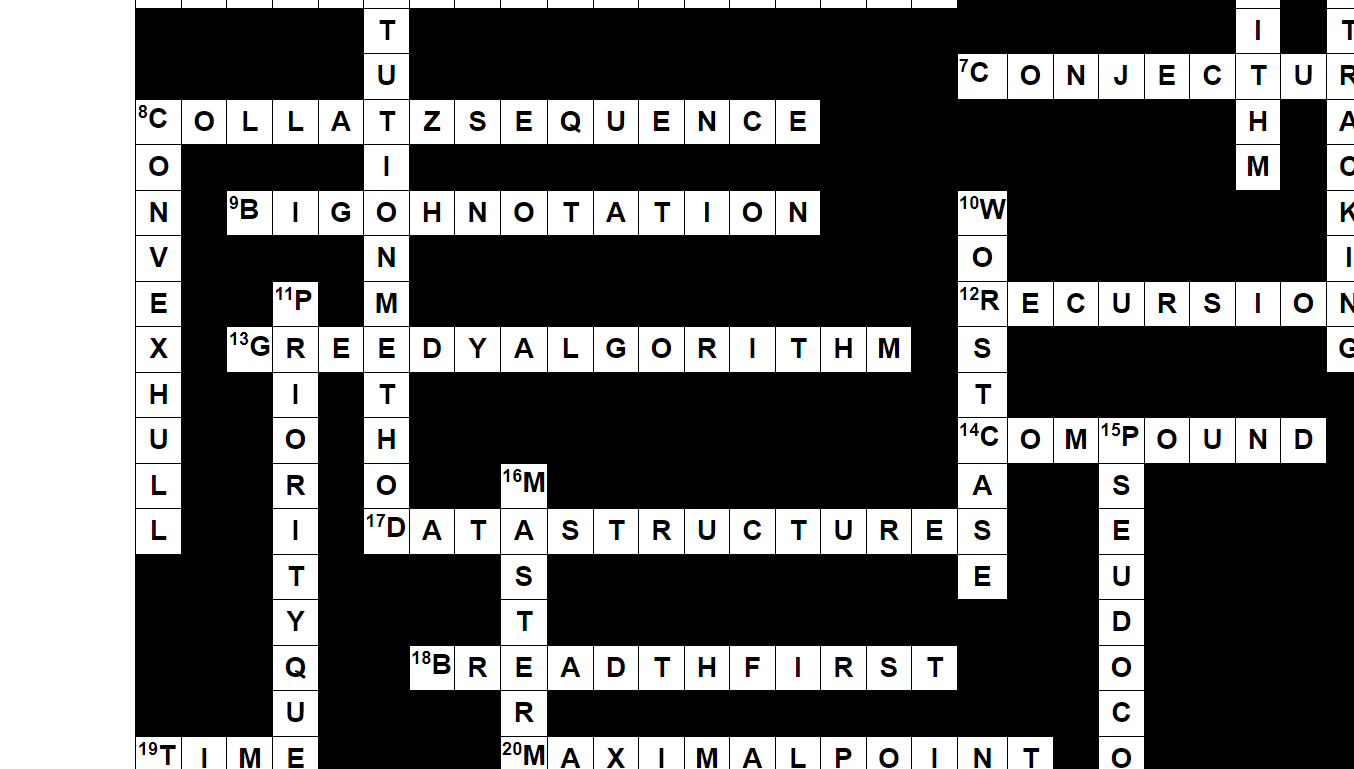 T I T
U 7C O N J E C T U R
8C O L L A T Z S E Q U E N C E H A
O I M C
N 9B I G O H N O T A T I O N 10W K
V N O I
E 11P M 12R E C U R S I O N
X 13G R E E D Y A L G O R I T H M S G
H I T T
U O H 14C O M 15P O U N D
L R O 16M A S
L I 17D A T A S T R U C T U R E S E
T S E U
Y T D
Q 18B R E A D T H F I R S T O
U R C
19T I M E 20M A X I M A L P O I N T O